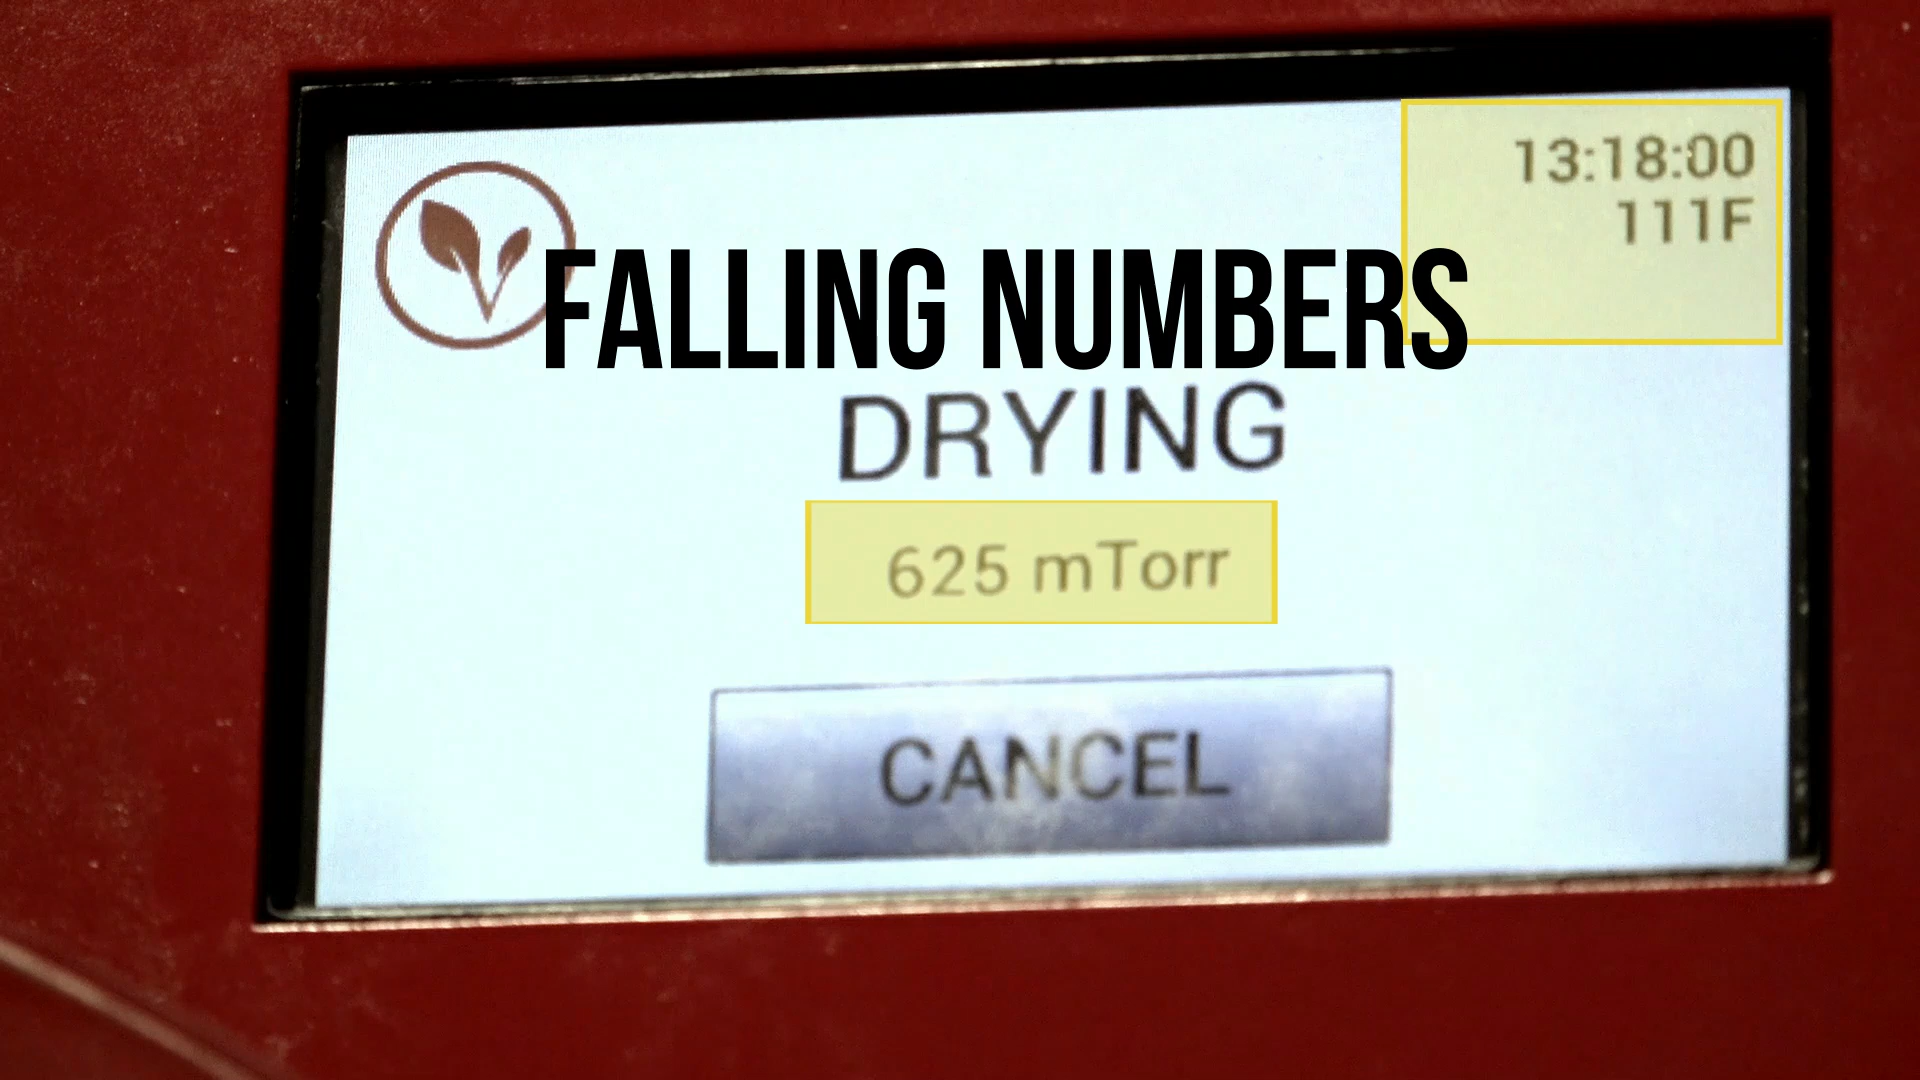 13:18:00
111F
FALLING NUMBERS
DRYING
625 mTorr
CANCEL